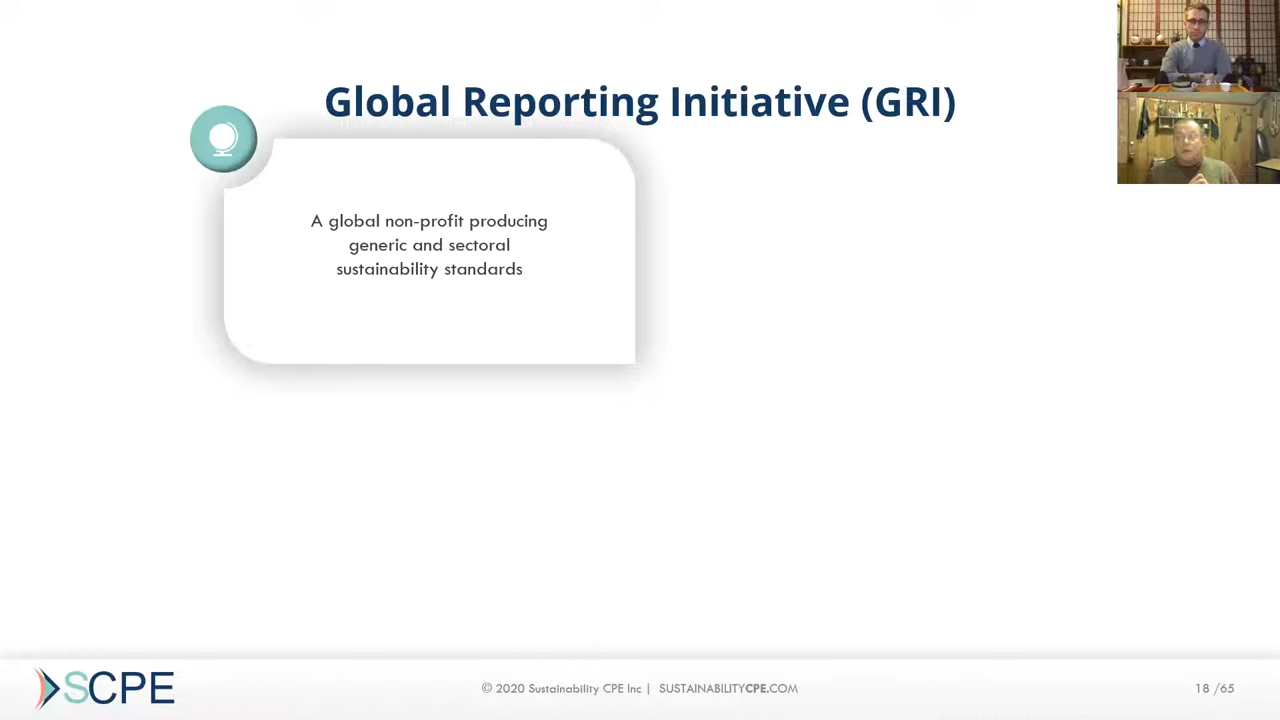 Global Reporting Initiative (GRI)
A global non-profit producing
generic and sectoral
sustainability standards
SCPE
© 2020 Sustainability CPE Inc | SUSTAINABILITYCPE.COM
18 /65